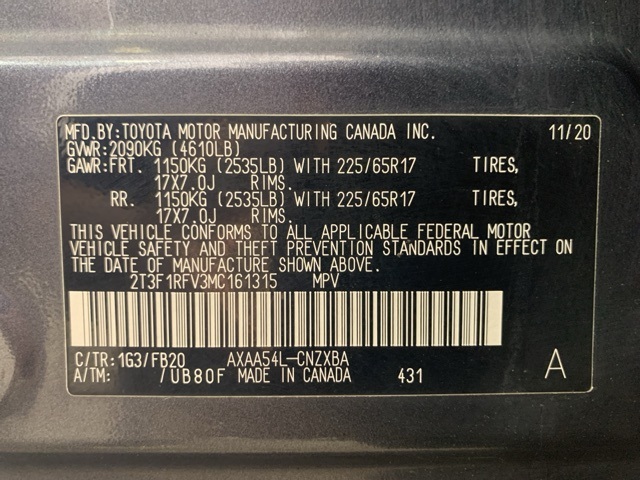 MFD.BY:TOYOTA MOTOR MANUFACTURING CANADA INC. 11/20
GVWR:2090KG (4610LB)
GAWR:FRT. 1150KG (2535LB) WITH 225/65R17 TIRES,
17X7.0J RIMS.
RR. 1150KG (2535LB) WITH 225/65R17 TIRES,
17X7.0J RIMS.
THIS VEHICLE CONFORMS TO ALL APPLICABLE FEDERAL MOTOR
VEHICLE SAFETY AND THEFT PREVENTION STANDARDS IN EFFECT ON
THE DATE OF MANUFACTURE SHOWN ABOVE.
2T3F1RFV3MC161315 MPV
C/TR:1G3/FB20 AXAA54L-CNZXBA
A/TM: /UB80F MADE IN CANADA 431 A